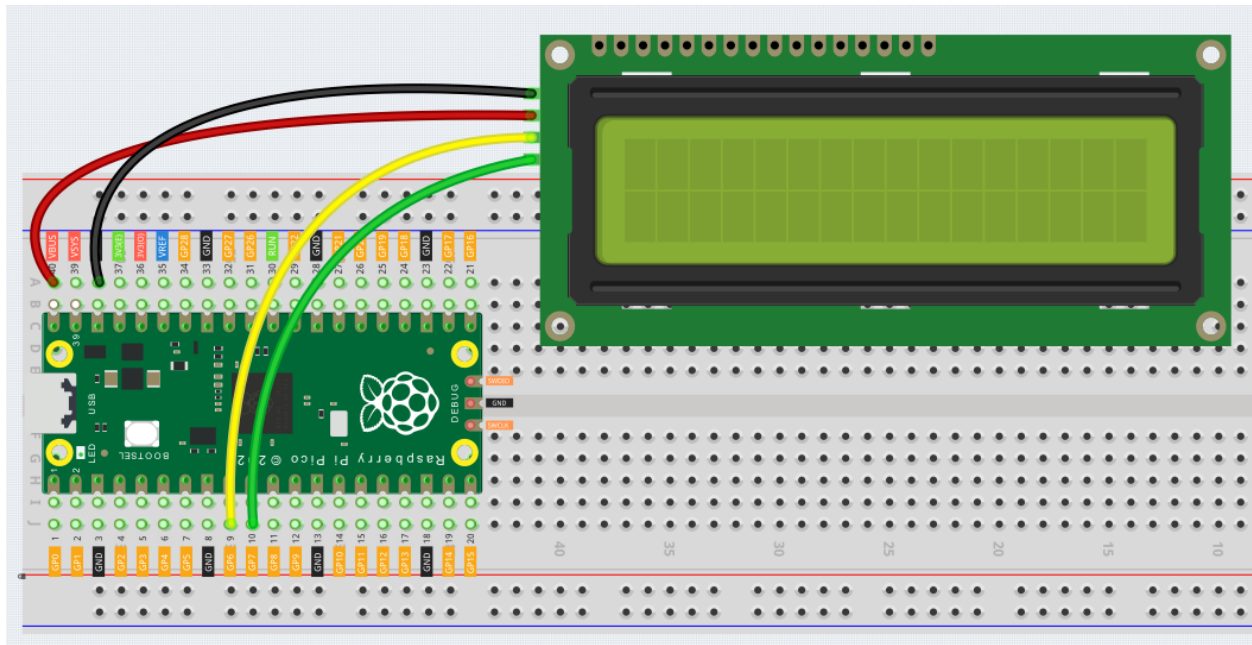 VBUS VSYS 3V3(E) 3V3(O) VREF GP28 GND GP27 GP26 RUN GND GP19 GP18 GND GP17 GP16
39 37 36 35 34 33 32 31 30 29 28 27 25 24 23 22 21
A
B
C
39
D
SWDIO
USB
DEBUG
GND
SWCLK
F
LED
BOOTSEL
Raspberry Pi Pico ©
G
1
2
H
I
J
1 2 3 4 5 6 7 8 9 10 11 12 13 14 15 16 17 18 19 20
40 35 30 25 20 15 10
GP0 GP1 GND GP2 GP3 GP4 GP5 GND GP6 GP7 GP8 GP9 GND GP10 GP11 GP12 GP13 GND GP14 GP15